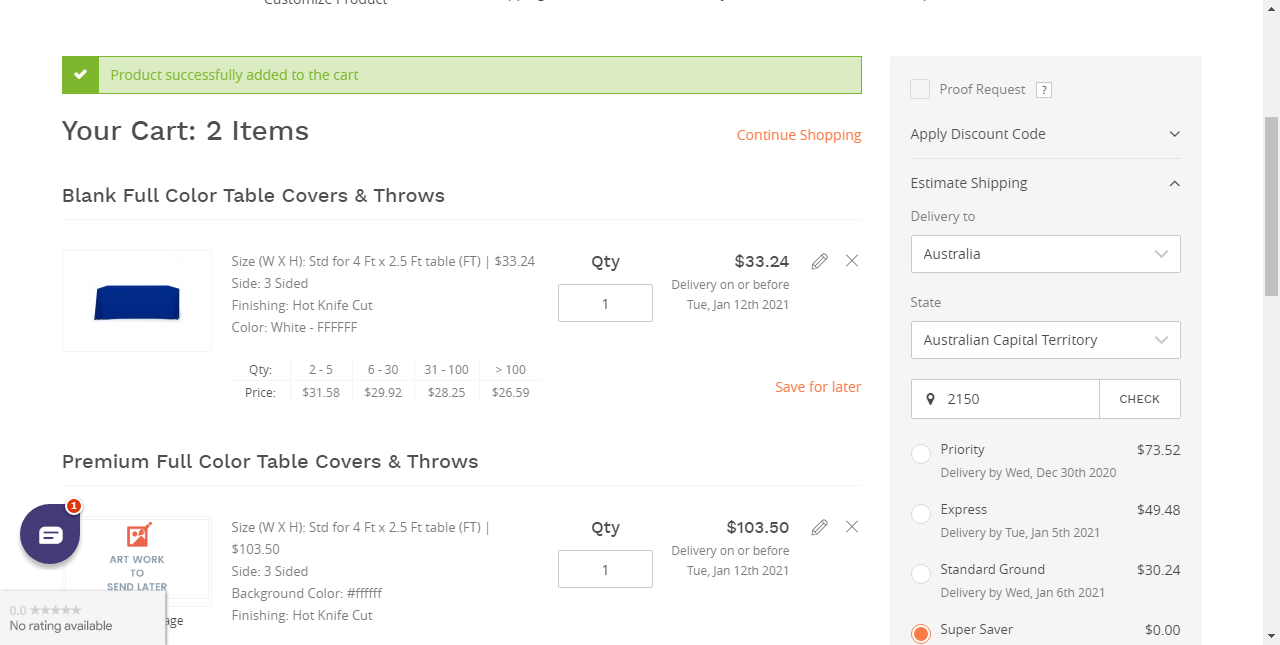 Customize Product
Product successfully added to the cart
Your Cart: 2 Items
Continue Shopping
Blank Full Color Table Covers & Throws
Size (W X H): Std for 4 Ft x 2.5 Ft table (FT) | $33.24
Side: 3 Sided
Finishing: Hot Knife Cut
Color: White - FFFFFF
Qty
1
$33.24
Delivery on or before
Tue, Jan 12th 2021
Qty: 2 - 5 6 - 30 31 - 100 > 100
Price: $31.58 $29.92 $28.25 $26.59
Save for later
Premium Full Color Table Covers & Throws
ART WORK
TO
SEND LATER
age
Size (W X H): Std for 4 Ft x 2.5 Ft table (FT) |
$103.50
Side: 3 Sided
Background Color: #ffffff
Finishing: Hot Knife Cut
Qty
1
$103.50
Delivery on or before
Tue, Jan 12th 2021
1
0.0
No rating available
Proof Request ?
Apply Discount Code
Estimate Shipping
Delivery to
Australia
State
Australian Capital Territory
2150 CHECK
Priority $73.52
Delivery by Wed, Dec 30th 2020
Express $49.48
Delivery by Tue, Jan 5th 2021
Standard Ground $30.24
Delivery by Wed, Jan 6th 2021
Super Saver $0.00